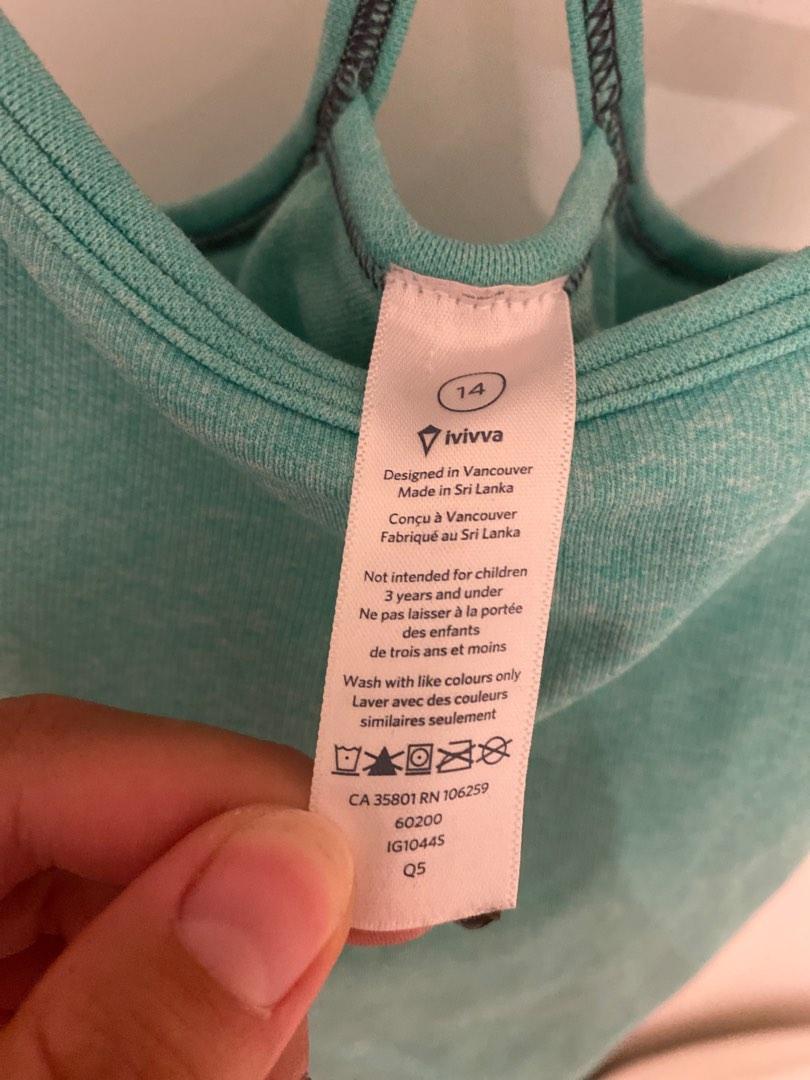 14
ivivva
Designed in Vancouver
Made in Sri Lanka
Conçu à Vancouver
Fabriqué au Sri Lanka
Not intended for children
3 years and under
Ne pas laisser à la portée
des enfants
de trois ans et moins
Wash with like colours only
Laver avec des couleurs
similaires seulement
CA 35801 RN 106259
60200
IG1044S
Q5